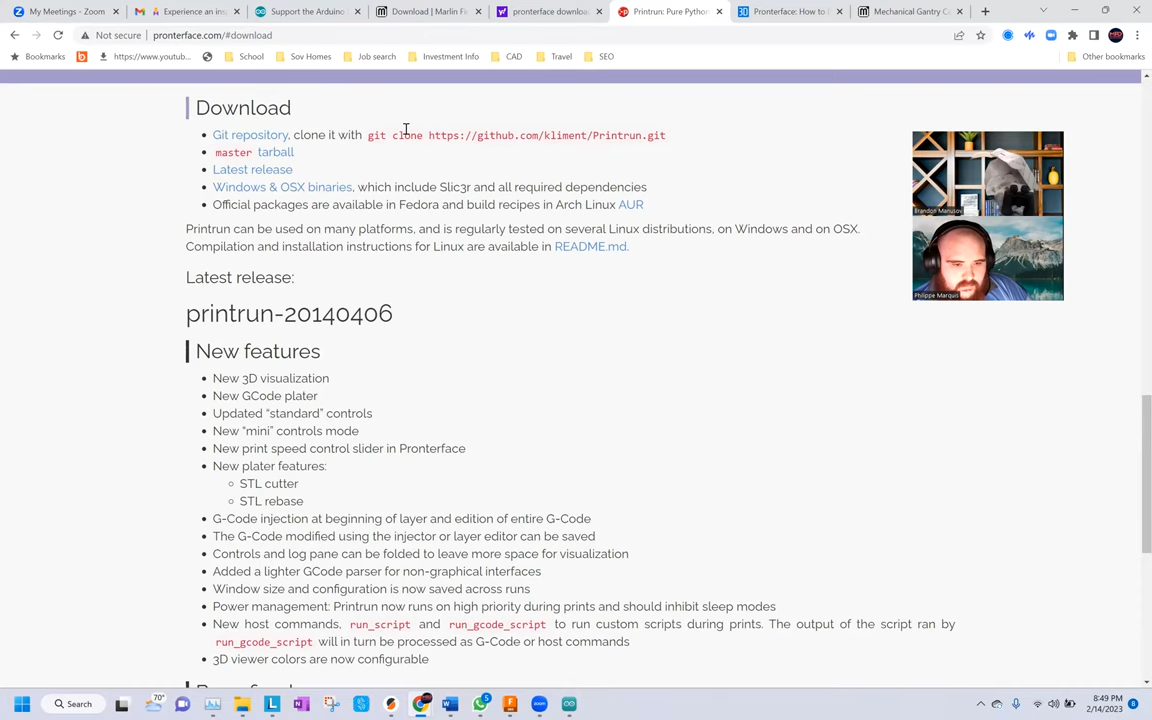 My Meetings - Zoom
Experience an ins
Support the Arduino
Download | Marlin Fi
pronterface downloa
Printrun: Pure Python
Pronterface: How to D
Mechanical Gantry Co
Not secure | pronterface.com/#download
Bookmarks
https://www.youtub...
School
Sov Homes
Job search
Investment Info
CAD
Travel
SEO
Other bookmarks
Download
Git repository, clone it with git clone https://github.com/kliment/Printrun.git
master tarball
Latest release
Windows & OSX binaries, which include Slic3r and all required dependencies
Official packages are available in Fedora and build recipes in Arch Linux AUR
Printrun can be used on many platforms, and is regularly tested on several Linux distributions, on Windows and on OSX.
Compilation and installation instructions for Linux are available in README.md.
Brandon Manusov
Philippe Marquis
Latest release:
printrun-20140406
New features
New 3D visualization
New GCode plater
Updated “standard” controls
New “mini” controls mode
New print speed control slider in Pronterface
New plater features:
STL cutter
STL rebase
G-Code injection at beginning of layer and edition of entire G-Code
The G-Code modified using the injector or layer editor can be saved
Controls and log pane can be folded to leave more space for visualization
Added a lighter GCode parser for non-graphical interfaces
Window size and configuration is now saved across runs
Power management: Printrun now runs on high priority during prints and should inhibit sleep modes
New host commands, run_script and run_gcode_script to run custom scripts during prints. The output of the script ran by
run_gcode_script will in turn be processed as G-Code or host commands
3D viewer colors are now configurable
Search
70°
5
8:49 PM
2/14/2023
8